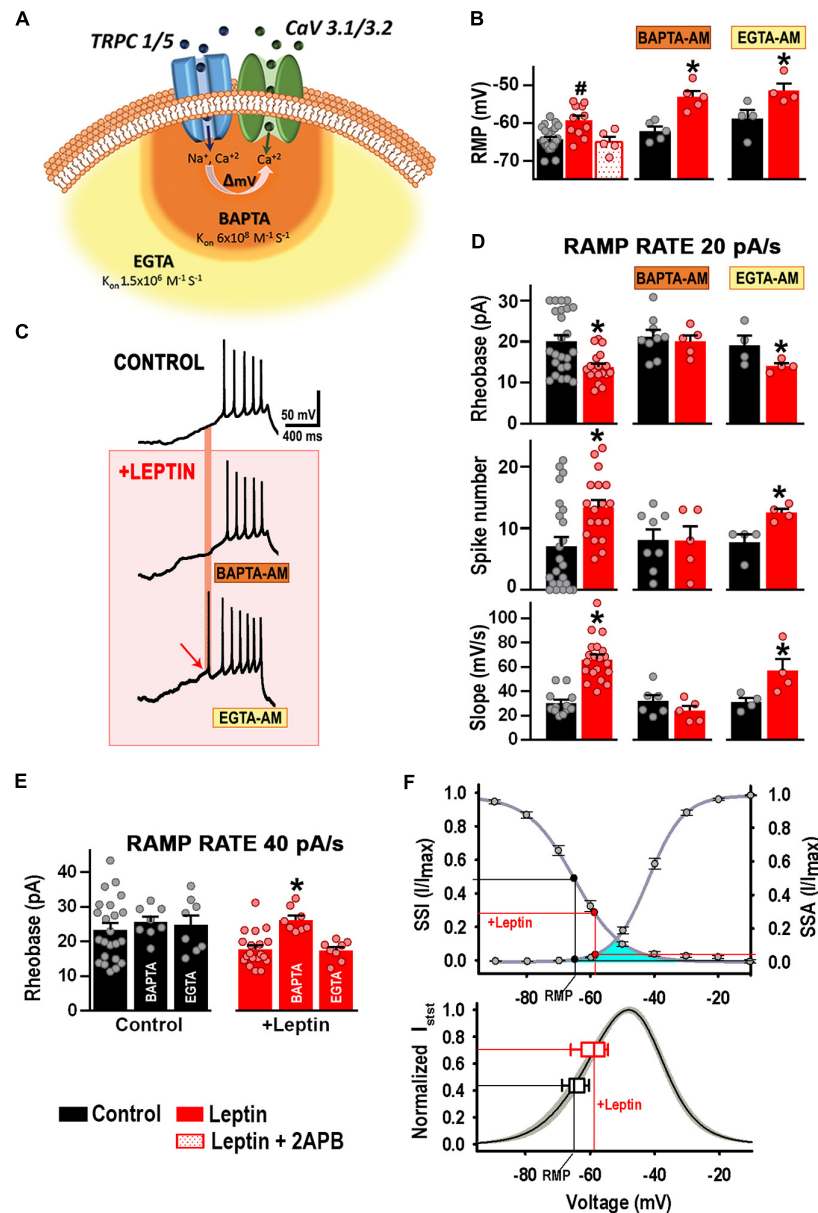 A
TRPC 1/5
CaV 3.1/3.2
Na⁺, Ca⁺²
Ca⁺²
ΔmV
BAPTA
Kon 6x10⁸ M⁻¹ S⁻¹
EGTA
Kon 1.5x10⁶ M⁻¹ S⁻¹
B
BAPTA-AM
EGTA-AM
RMP (mV)
-50
-60
-70
#
*
*
C
CONTROL
50 mV
400 ms
+LEPTIN
BAPTA-AM
EGTA-AM
D
RAMP RATE 20 pA/s
BAPTA-AM
EGTA-AM
Rheobase (pA)
30
20
10
0
*
*
Spike number
20
10
0
*
*
Slope (mV/s)
100
80
60
40
20
0
*
*
E
RAMP RATE 40 pA/s
Rheobase (pA)
40
30
20
10
0
BAPTA
EGTA
*
BAPTA
EGTA
Control
+Leptin
Control
Leptin
Leptin + 2APB
F
SSI (I/Imax)
1.0
0.8
0.6
0.4
0.2
0.0
SSA (I/Imax)
1.0
0.8
0.6
0.4
0.2
0.0
+Leptin
-80
-60
-40
-20
RMP
Normalized Istst
1.0
0.8
0.6
0.4
0.2
0.0
+Leptin
-80
-60
-40
-20
RMP
Voltage (mV)